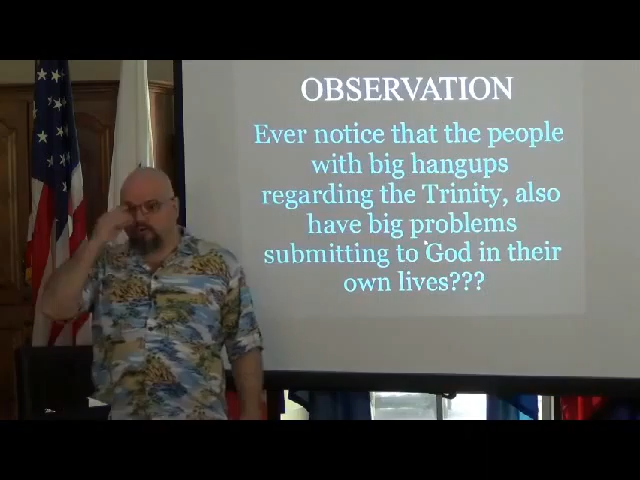 OBSERVATION
Ever notice that the people
with big hangups
regarding the Trinity, also
have big problems
submitting to God in their
own lives???